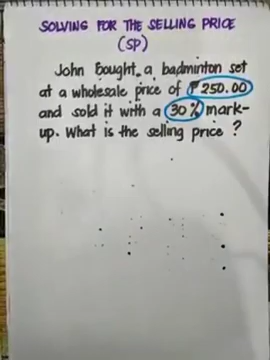 SOLVING FOR THE SELLING PRICE
(SP)
John bought a badminton set
at a wholesale price of ₱250.00
and sold it with a 30% mark-
up. What is the selling price ?